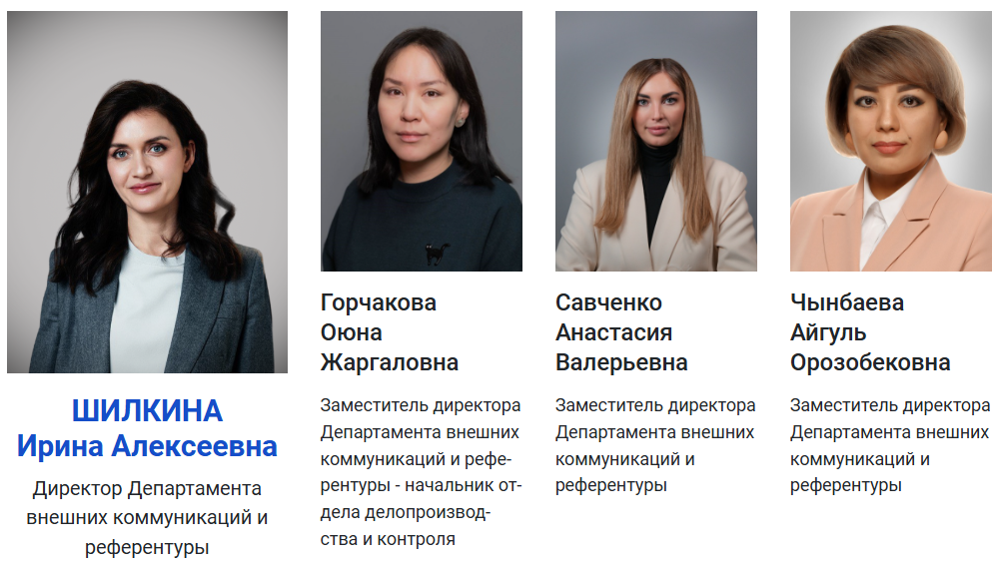 ШИЛКИНА
Ирина Алексеевна
Директор Департамента
внешних коммуникаций и
референтуры
Горчакова
Оюна
Жаргаловна
Заместитель директора
Департамента внешних
коммуникаций и рефе-
рентуры - начальник от-
дела делопроизвод-
ства и контроля
Савченко
Анастасия
Валерьевна
Заместитель директора
Департамента внешних
коммуникаций и
референтуры
Чынбаева
Айгуль
Орозобековна
Заместитель директора
Департамента внешних
коммуникаций и
референтуры